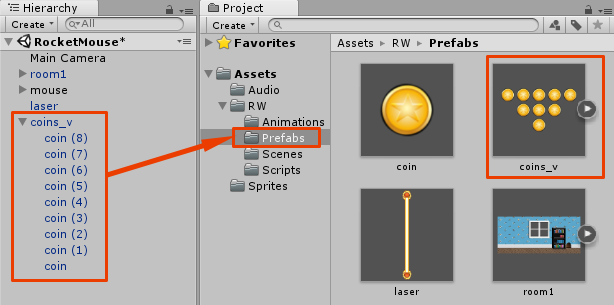 Hierarchy
Create
All
RocketMouse*
Main Camera
room1
mouse
laser
coins_v
coin (8)
coin (7)
coin (6)
coin (5)
coin (4)
coin (3)
coin (2)
coin (1)
coin
Project
Create
Favorites
Assets
Audio
RW
Animations
Prefabs
Scenes
Scripts
Sprites
Assets RW Prefabs
coin
coins_v
laser
room1